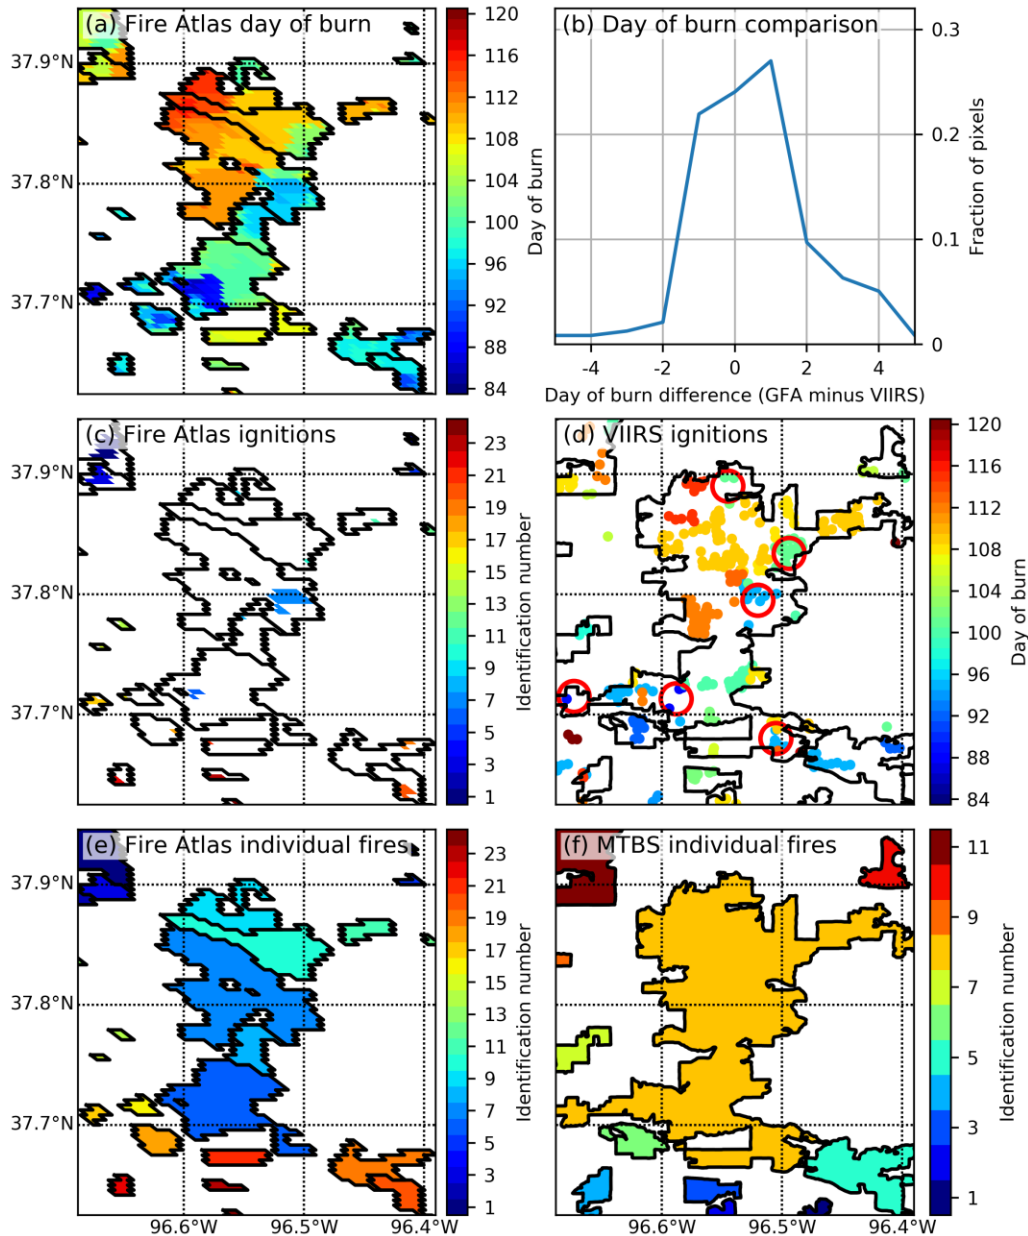 (a) Fire Atlas day of burn
37.9°N
37.8°N
37.7°N
120
116
112
108
104
100
96
92
88
84
Day of burn
(b) Day of burn comparison
0.3
0.2
0.1
0
Fraction of pixels
-4
-2
0
2
4
Day of burn difference (GFA minus VIIRS)
(c) Fire Atlas ignitions
37.9°N
37.8°N
37.7°N
23
21
19
17
15
13
11
9
7
5
3
1
Identification number
(d) VIIRS ignitions
120
116
112
108
104
100
96
92
88
84
Day of burn
(e) Fire Atlas individual fires
37.9°N
37.8°N
37.7°N
96.6°W
96.5°W
96.4°W
23
21
19
17
15
13
11
9
7
5
3
1
Identification number
(f) MTBS individual fires
96.6°W
96.5°W
96.4°W
11
9
7
5
3
1
Identification number